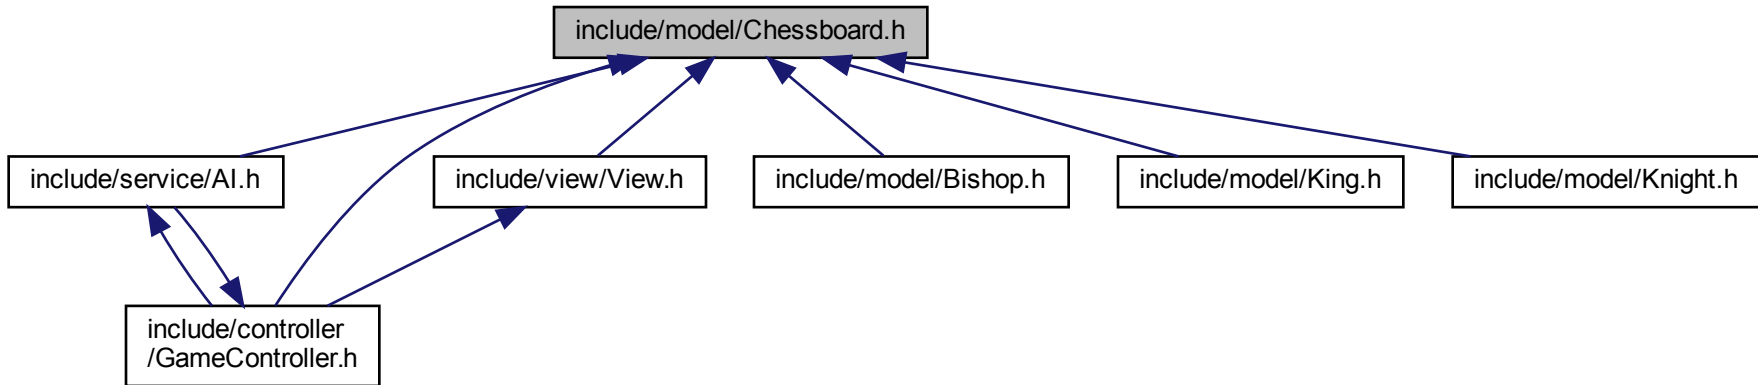 include/model/Chessboard.h
include/service/AI.h
include/view/View.h
include/model/Bishop.h
include/model/King.h
include/model/Knight.h
include/controller
/GameController.h